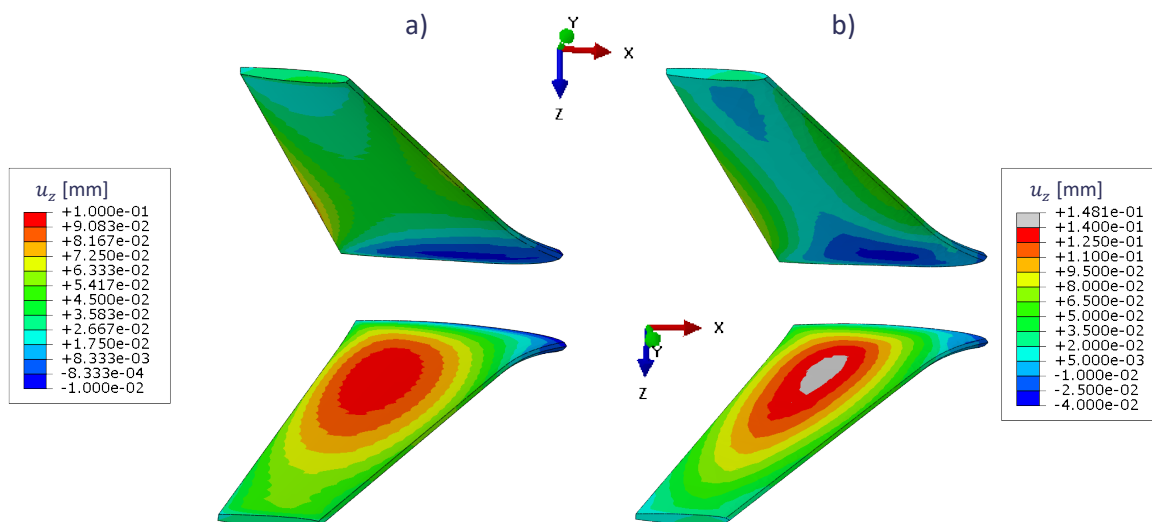 a)
b)
Y
X
Z
Y
X
Z
u_z [mm]
+1.000e-01
+9.083e-02
+8.167e-02
+7.250e-02
+6.333e-02
+5.417e-02
+4.500e-02
+3.583e-02
+2.667e-02
+1.750e-02
+8.333e-03
-8.333e-04
-1.000e-02
u_z [mm]
+1.481e-01
+1.400e-01
+1.250e-01
+1.100e-01
+9.500e-02
+8.000e-02
+6.500e-02
+5.000e-02
+3.500e-02
+2.000e-02
+5.000e-03
-1.000e-02
-2.500e-02
-4.000e-02
X
Y
Z